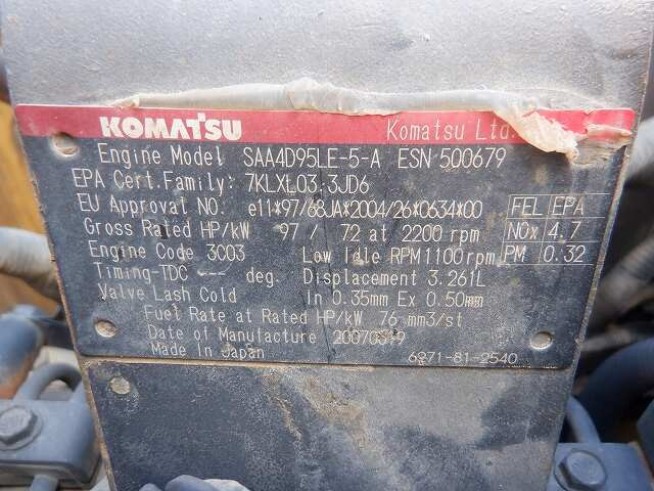 KOMATSU Komatsu Ltd.
Engine Model SAA4D95LE-5-A ESN 500679
EPA Cert.Family: 7KLXL03.3JD6
EU Approval NO. e11*97/68JA*2004/26*0634*00
FEL EPA
Gross Rated HP/kW 97 / 72 at 2200 rpm
NOx 4.7
Engine Code 3C03 Low Idle RPM 1100 rpm
PM 0.32
Timing-TDC --- deg. Displacement 3.261L
Valve Lash Cold In 0.35mm Ex 0.50mm
Fuel Rate at Rated HP/kW 76 mm3/st
Date of Manufacture 20070319
Made In Japan 6271-81-2540